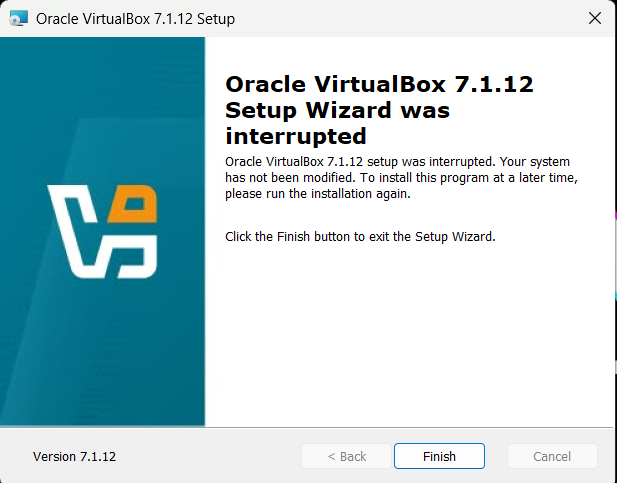 Oracle VirtualBox 7.1.12 Setup
Oracle VirtualBox 7.1.12
Setup Wizard was
interrupted
Oracle VirtualBox 7.1.12 setup was interrupted. Your system
has not been modified. To install this program at a later time,
please run the installation again.
Click the Finish button to exit the Setup Wizard.
Version 7.1.12
< Back
Finish
Cancel